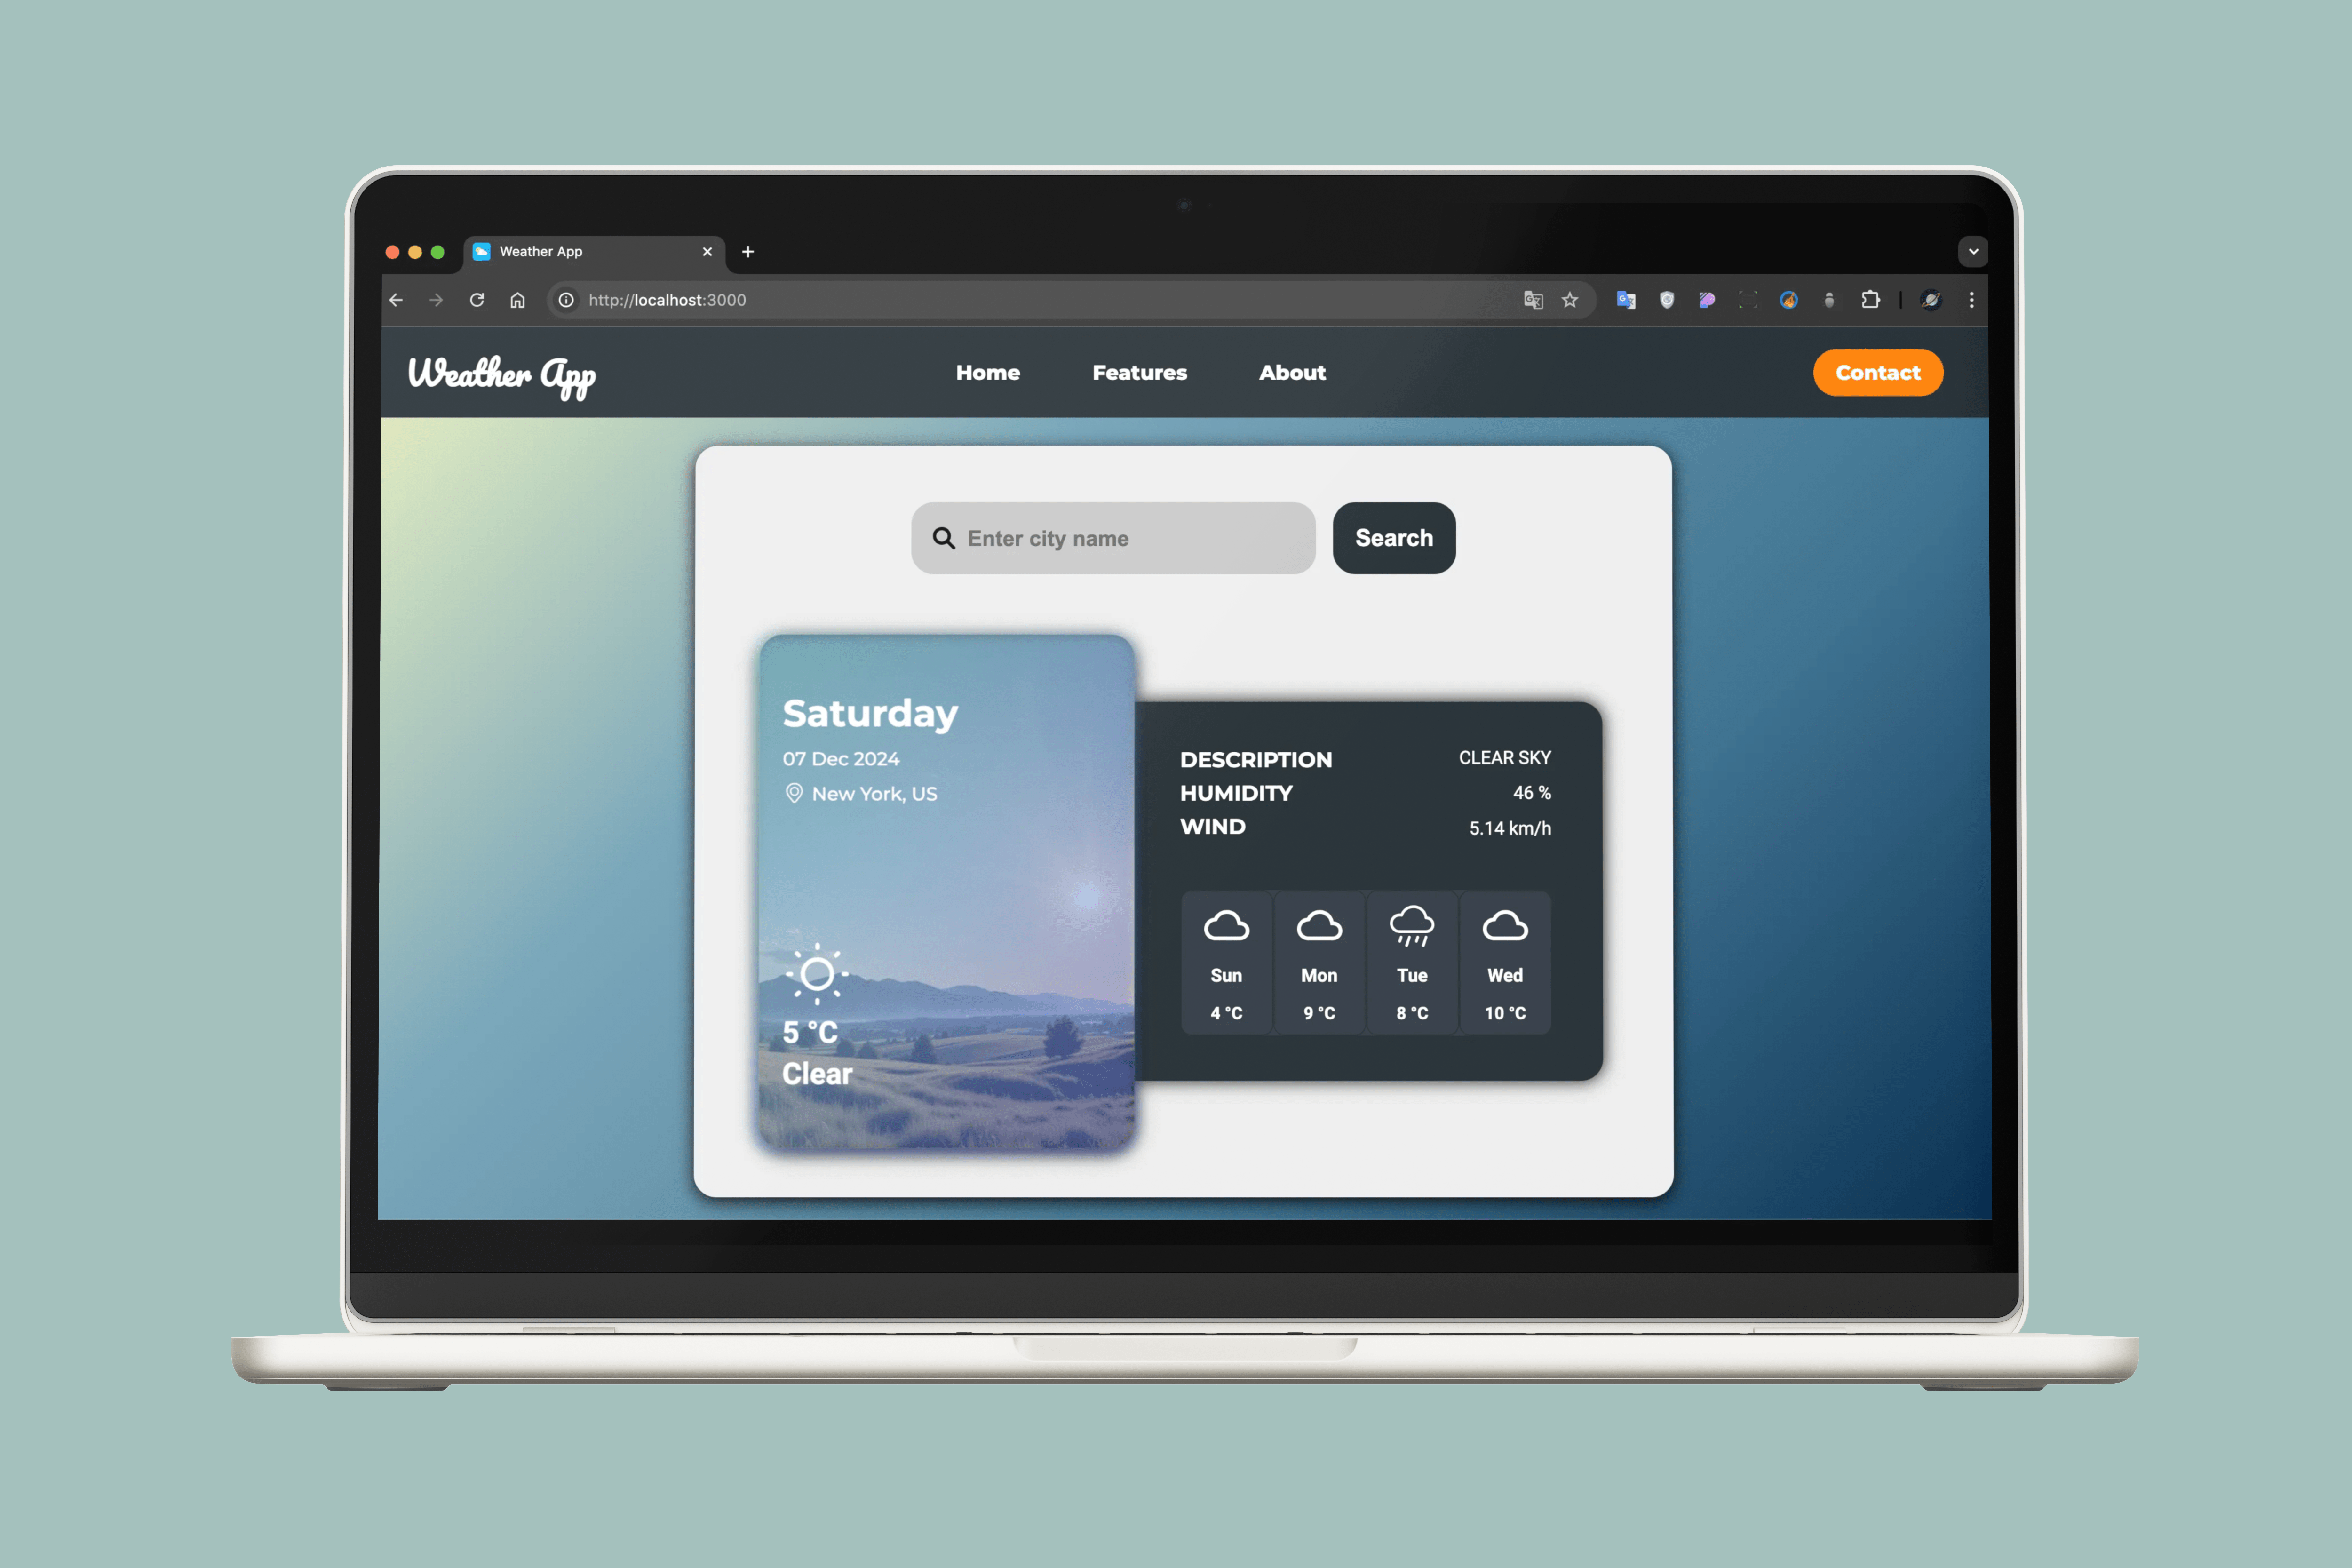 Weather App
http://localhost:3000
Weather App
Home Features About
Contact
Enter city name
Search
Saturday
07 Dec 2024
New York, US
5 °C
Clear
DESCRIPTION CLEAR SKY
HUMIDITY 46 %
WIND 5.14 km/h
Sun Mon Tue Wed
4 °C 9 °C 8 °C 10 °C